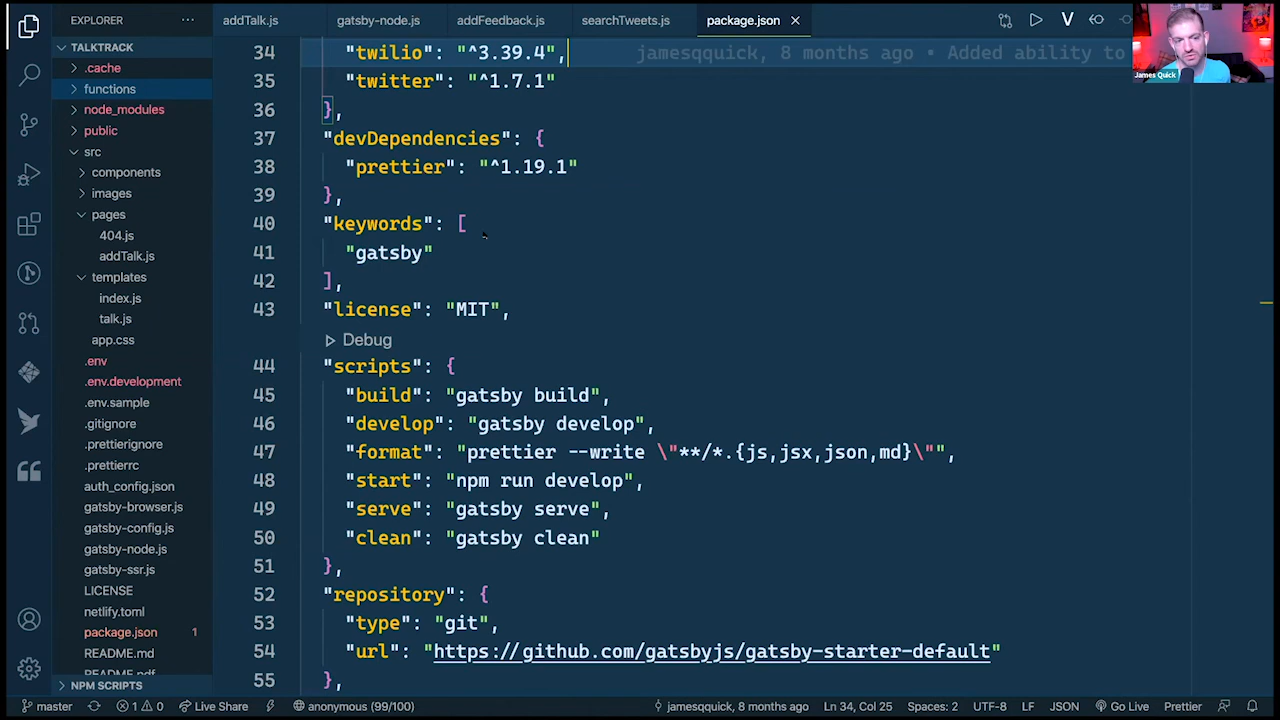 EXPLORER
TALKTRACK
.cache
functions
node_modules
public
src
components
images
pages
404.js
addTalk.js
templates
index.js
talk.js
app.css
.env
.env.development
.env.sample
.gitignore
.prettierignore
.prettierrc
auth_config.json
gatsby-browser.js
gatsby-config.js
gatsby-node.js
gatsby-ssr.js
LICENSE
netlify.toml
package.json 1
README.md
README.pdf
NPM SCRIPTS
addTalk.js gatsby-node.js addFeedback.js searchTweets.js package.json
34 "twilio": "^3.39.4", jamesqquick, 8 months ago • Added ability to
35 "twitter": "^1.7.1"
36 },
37 "devDependencies": {
38 "prettier": "^1.19.1"
39 },
40 "keywords": [
41 "gatsby"
42 ],
43 "license": "MIT",
Debug
44 "scripts": {
45 "build": "gatsby build",
46 "develop": "gatsby develop",
47 "format": "prettier --write \"**/*.{js,jsx,json,md}\"",
48 "start": "npm run develop",
49 "serve": "gatsby serve",
50 "clean": "gatsby clean"
51 },
52 "repository": {
53 "type": "git",
54 "url": "https://github.com/gatsbyjs/gatsby-starter-default"
55 },
James Quick
master 1 0 Live Share anonymous (99/100) jamesqquick, 8 months ago Ln 34, Col 25 Spaces: 2 UTF-8 LF JSON Go Live Prettier